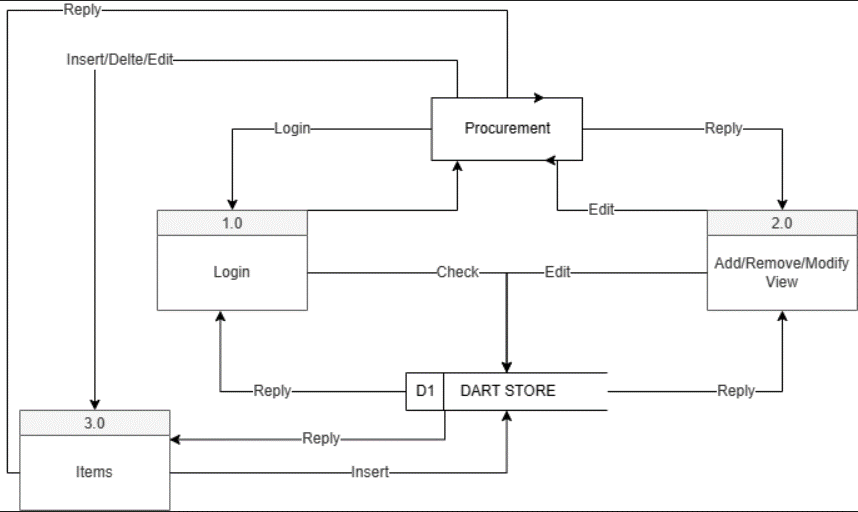 Reply
Insert/Delte/Edit
Procurement
Login
Reply
Edit
1.0
Login
2.0
Add/Remove/Modify
View
Check
Edit
D1
DART STORE
Reply
Reply
3.0
Items
Reply
Insert